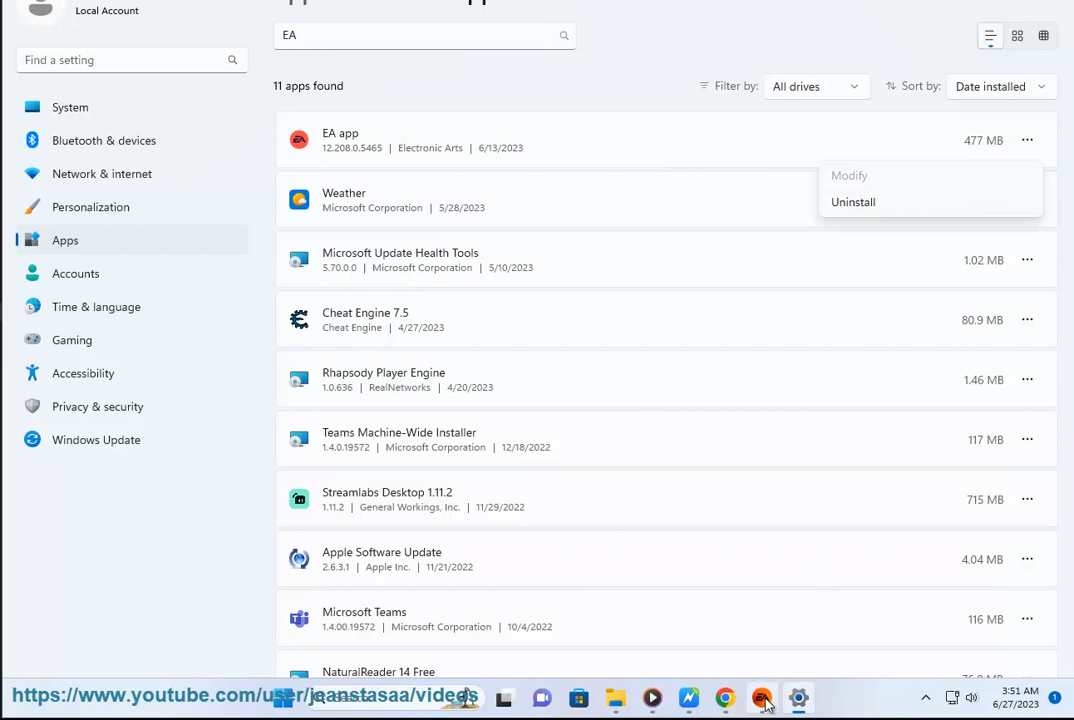 Local Account
EA
Find a setting
11 apps found
Filter by:
All drives
Sort by:
Date installed
System
Bluetooth & devices
Network & internet
Personalization
Apps
Accounts
Time & language
Gaming
Accessibility
Privacy & security
Windows Update
EA app
12.208.0.5465 | Electronic Arts | 6/13/2023
477 MB
Modify
Uninstall
Weather
Microsoft Corporation | 5/28/2023
Microsoft Update Health Tools
5.70.0.0 | Microsoft Corporation | 5/10/2023
1.02 MB
Cheat Engine 7.5
Cheat Engine | 4/27/2023
80.9 MB
Rhapsody Player Engine
1.0.636 | RealNetworks | 4/20/2023
1.46 MB
Teams Machine-Wide Installer
1.4.0.19572 | Microsoft Corporation | 12/18/2022
117 MB
Streamlabs Desktop 1.11.2
1.11.2 | General Workings, Inc. | 11/29/2022
715 MB
Apple Software Update
2.6.3.1 | Apple Inc. | 11/21/2022
4.04 MB
Microsoft Teams
1.4.00.19572 | Microsoft Corporation | 10/4/2022
116 MB
NaturalReader 14 Free
https://www.youtube.com/user/jeanstasaa/videos
3:51 AM
6/27/2023
1